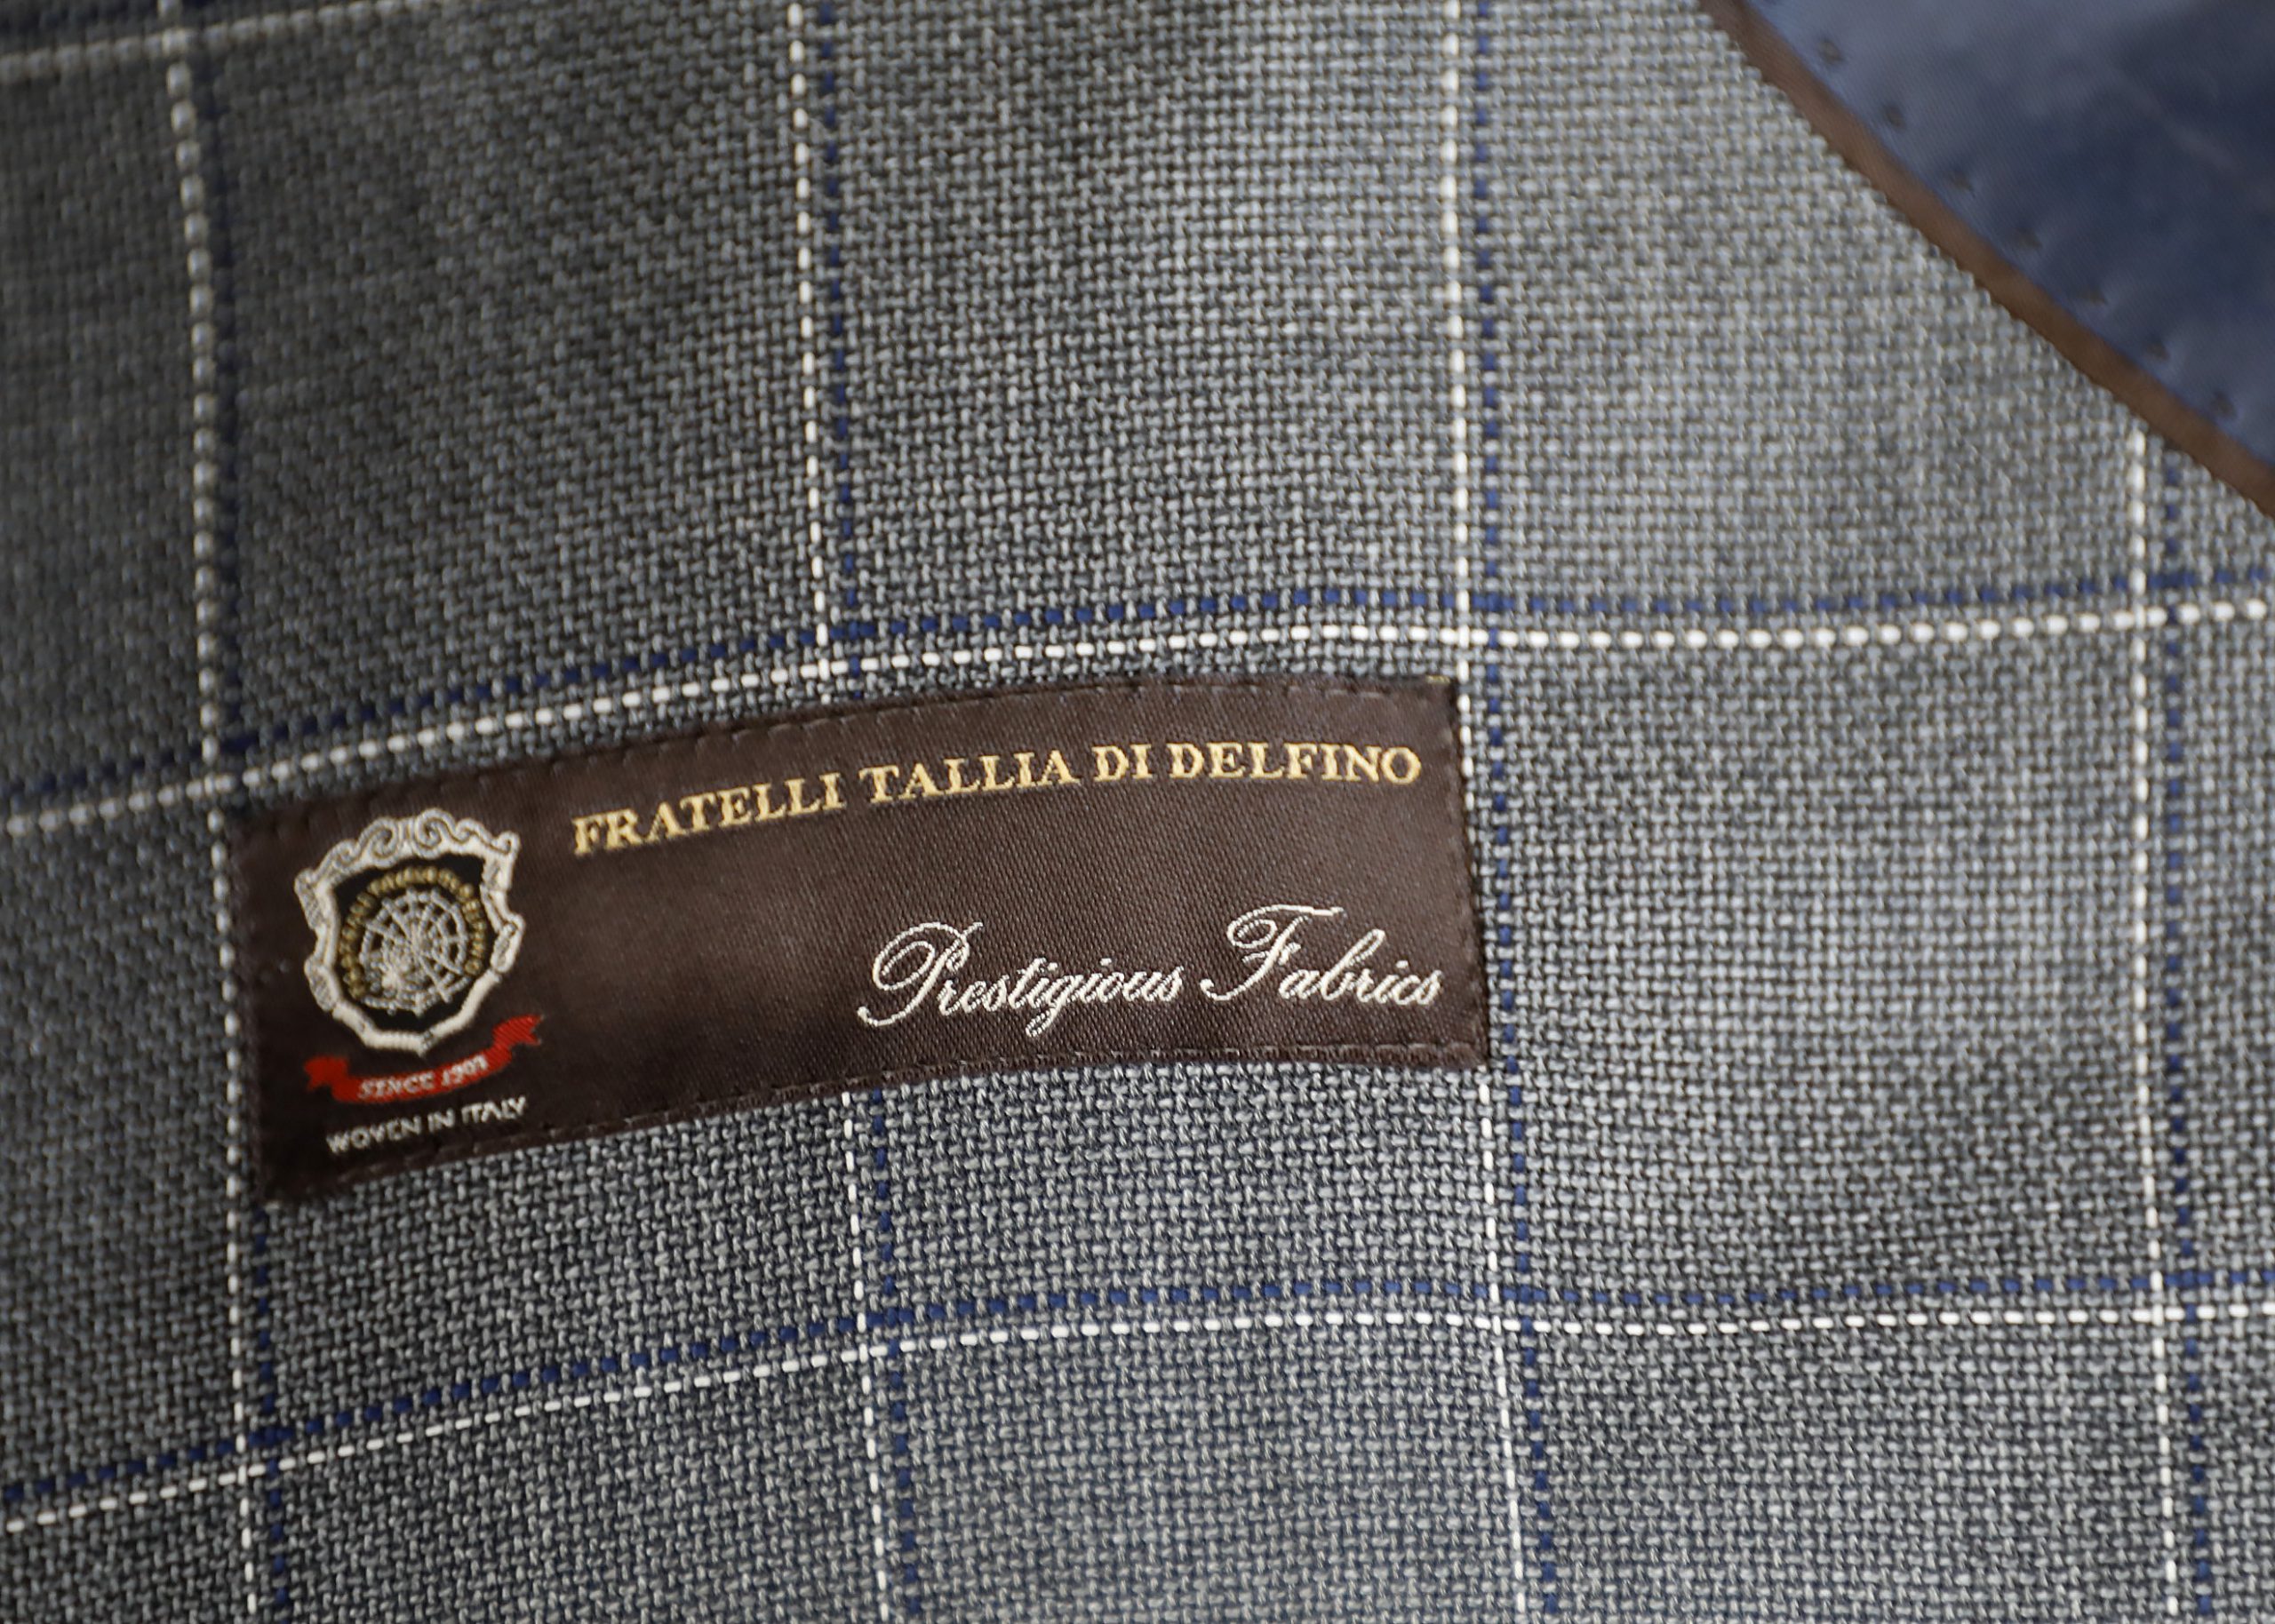 FRATELLI TALLIA DI DELFINO
Prestigious Fabrics
SINCE 1903
WOVEN IN ITALY